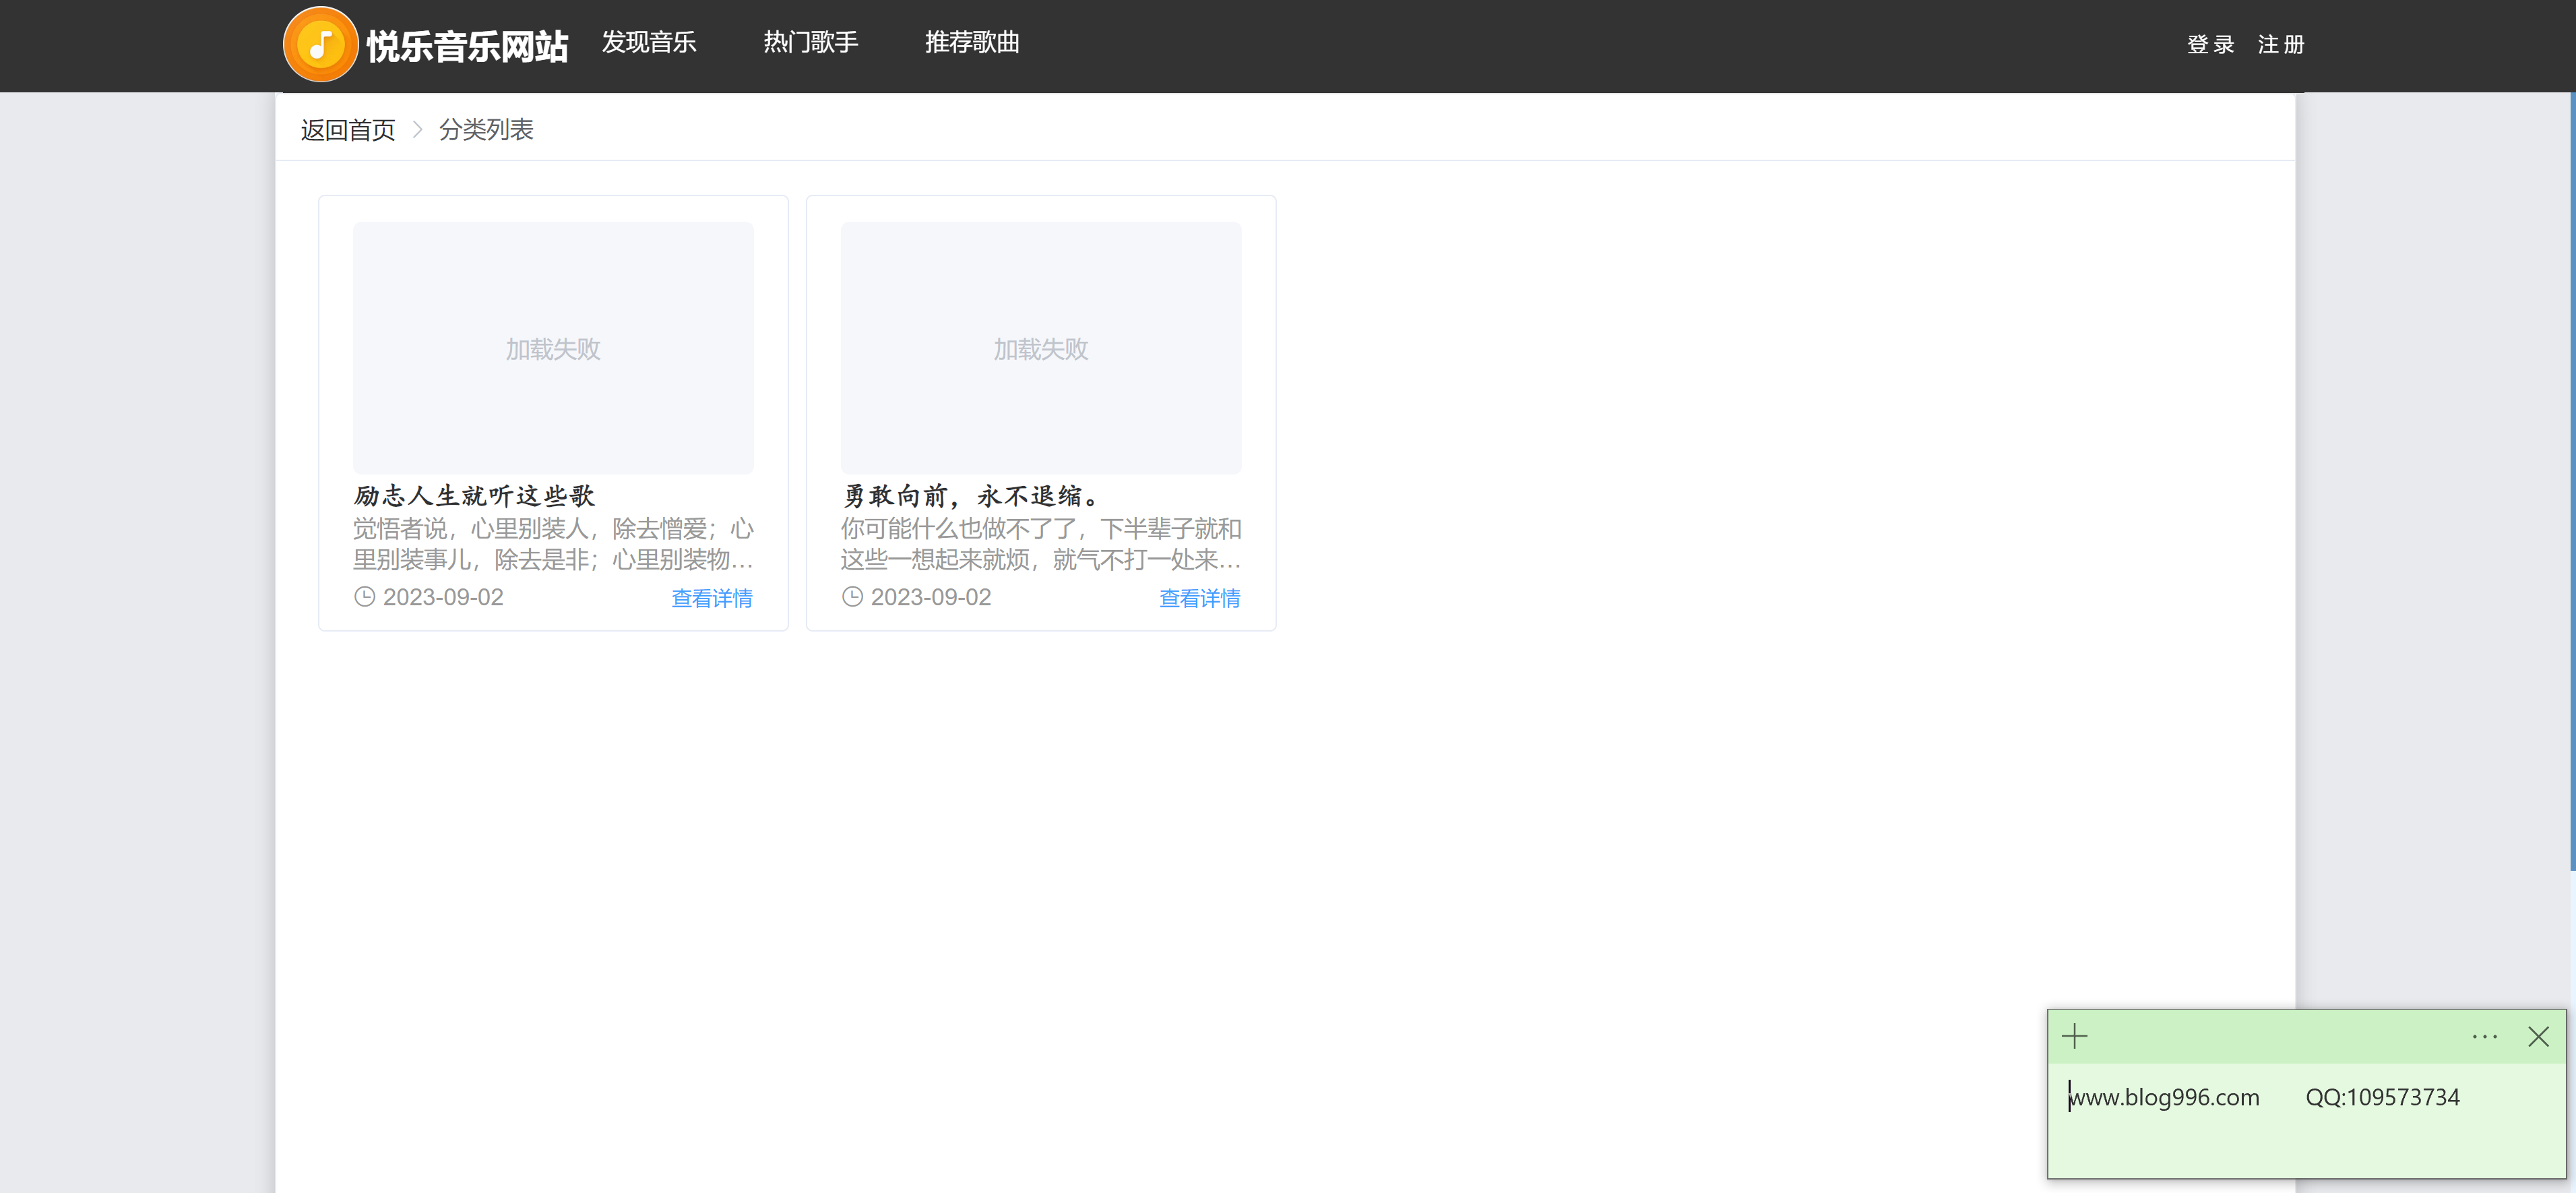 悦乐音乐网站 发现音乐 热门歌手 推荐歌曲 登录 注册
返回首页 > 分类列表
加载失败
励志人生就听这些歌
觉悟者说，心里别装人，除去憎爱；心
里别装事儿，除去是非；心里别装物...
2023-09-02 查看详情
加载失败
勇敢向前，永不退缩。
你可能什么也做不了了，下半辈子就和
这些一想起来就烦，就气不打一处来...
2023-09-02 查看详情
www.blog996.com QQ:109573734